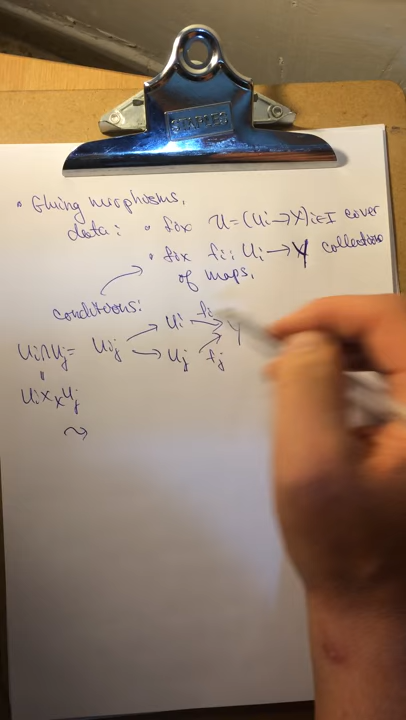 STAPLES
• Gluing morphisms,
data: • fix U = (Ui → X)i∈I cover
• fix fi: Ui → Y collection
of maps.
conditions:
Ui fi
Ui∩Uj = Uij Y
Uj fj
"
Ui ×X Uj
⇝